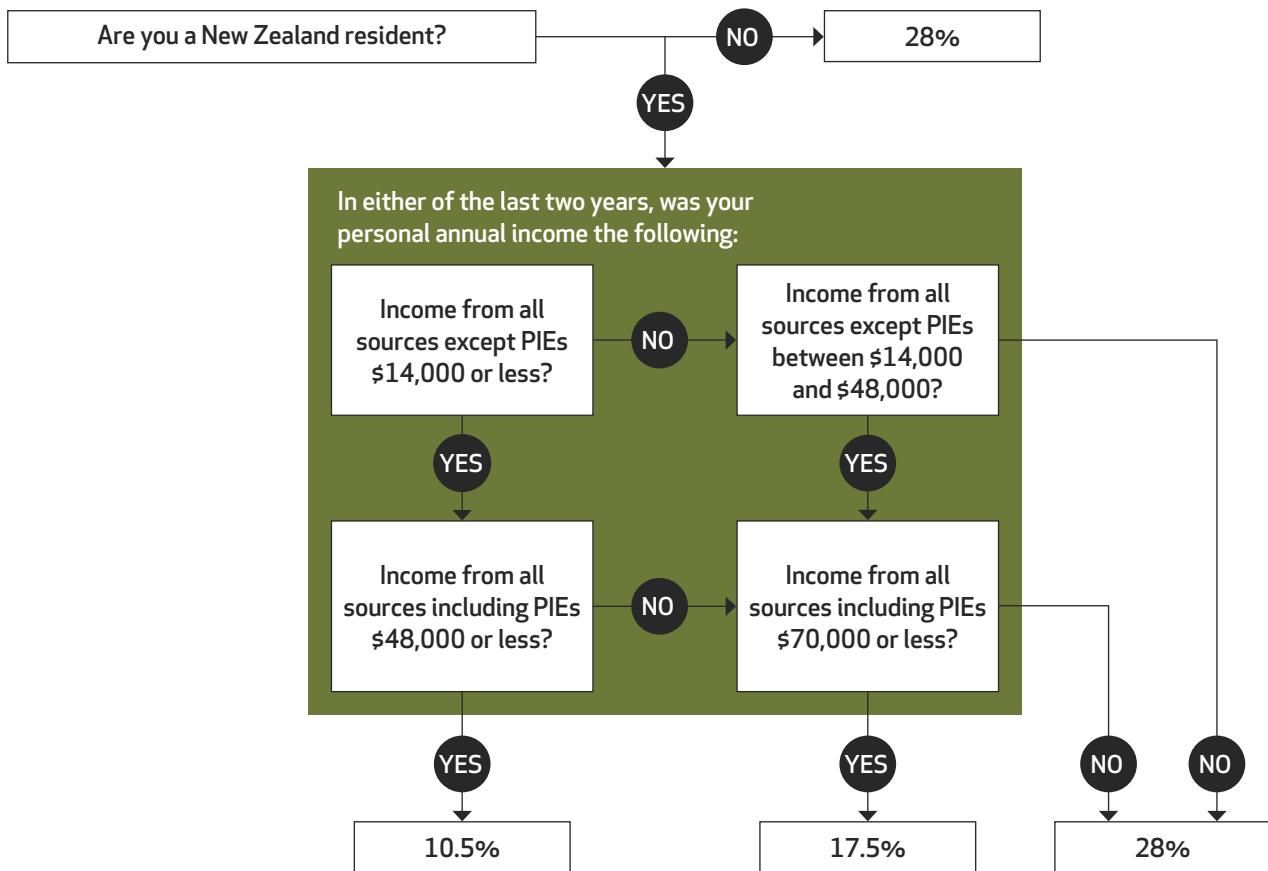 Are you a New Zealand resident?
NO
28%
YES
In either of the last two years, was your
personal annual income the following:
Income from all
sources except PIEs
$14,000 or less?
NO
Income from all
sources except PIEs
between $14,000
and $48,000?
YES
YES
Income from all
sources including PIEs
$48,000 or less?
NO
Income from all
sources including PIEs
$70,000 or less?
YES
YES
NO
NO
10.5%
17.5%
28%